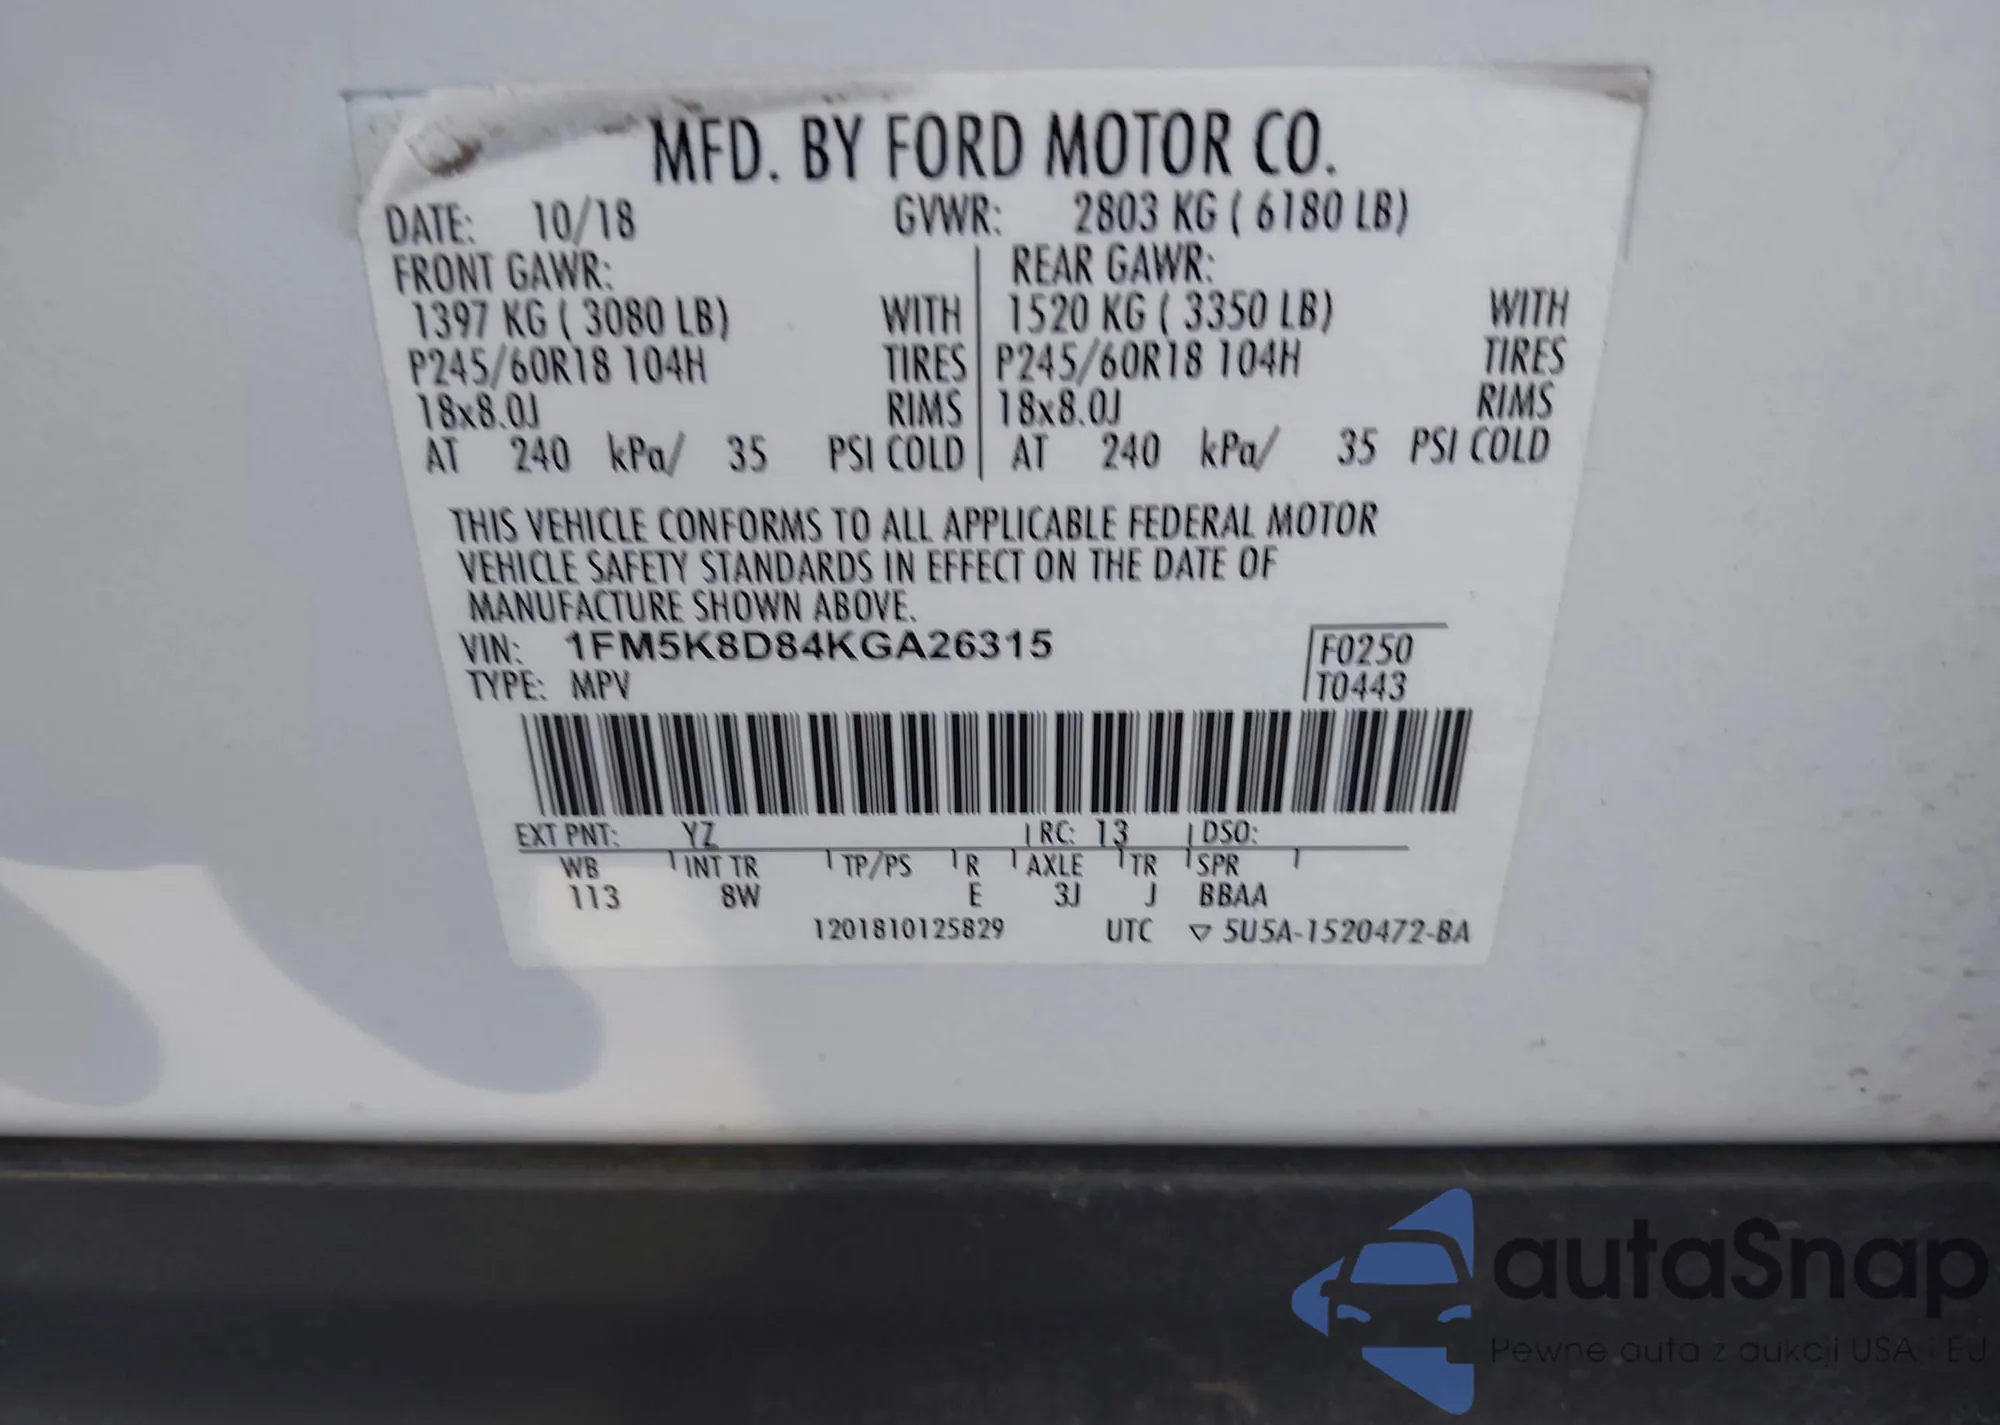 MFD. BY FORD MOTOR CO.
DATE: 10/18 GVWR: 2803 KG ( 6180 LB)
FRONT GAWR: REAR GAWR:
1397 KG ( 3080 LB) WITH 1520 KG ( 3350 LB) WITH
P245/60R18 104H TIRES P245/60R18 104H TIRES
18x8.0J RIMS 18x8.0J RIMS
AT 240 kPa/ 35 PSI COLD AT 240 kPa/ 35 PSI COLD
THIS VEHICLE CONFORMS TO ALL APPLICABLE FEDERAL MOTOR
VEHICLE SAFETY STANDARDS IN EFFECT ON THE DATE OF
MANUFACTURE SHOWN ABOVE.
VIN: 1FM5K8D84KGA26315 F0250
TYPE: MPV T0443
EXT PNT: YZ RC: 13 DSO:
WB INT TR TP/PS R AXLE TR SPR
113 8W E 3J J BBAA
1201810125829 UTC ▽ 5U5A-1520472-BA
autaSnap
Pewne auta z aukcji USA i EU